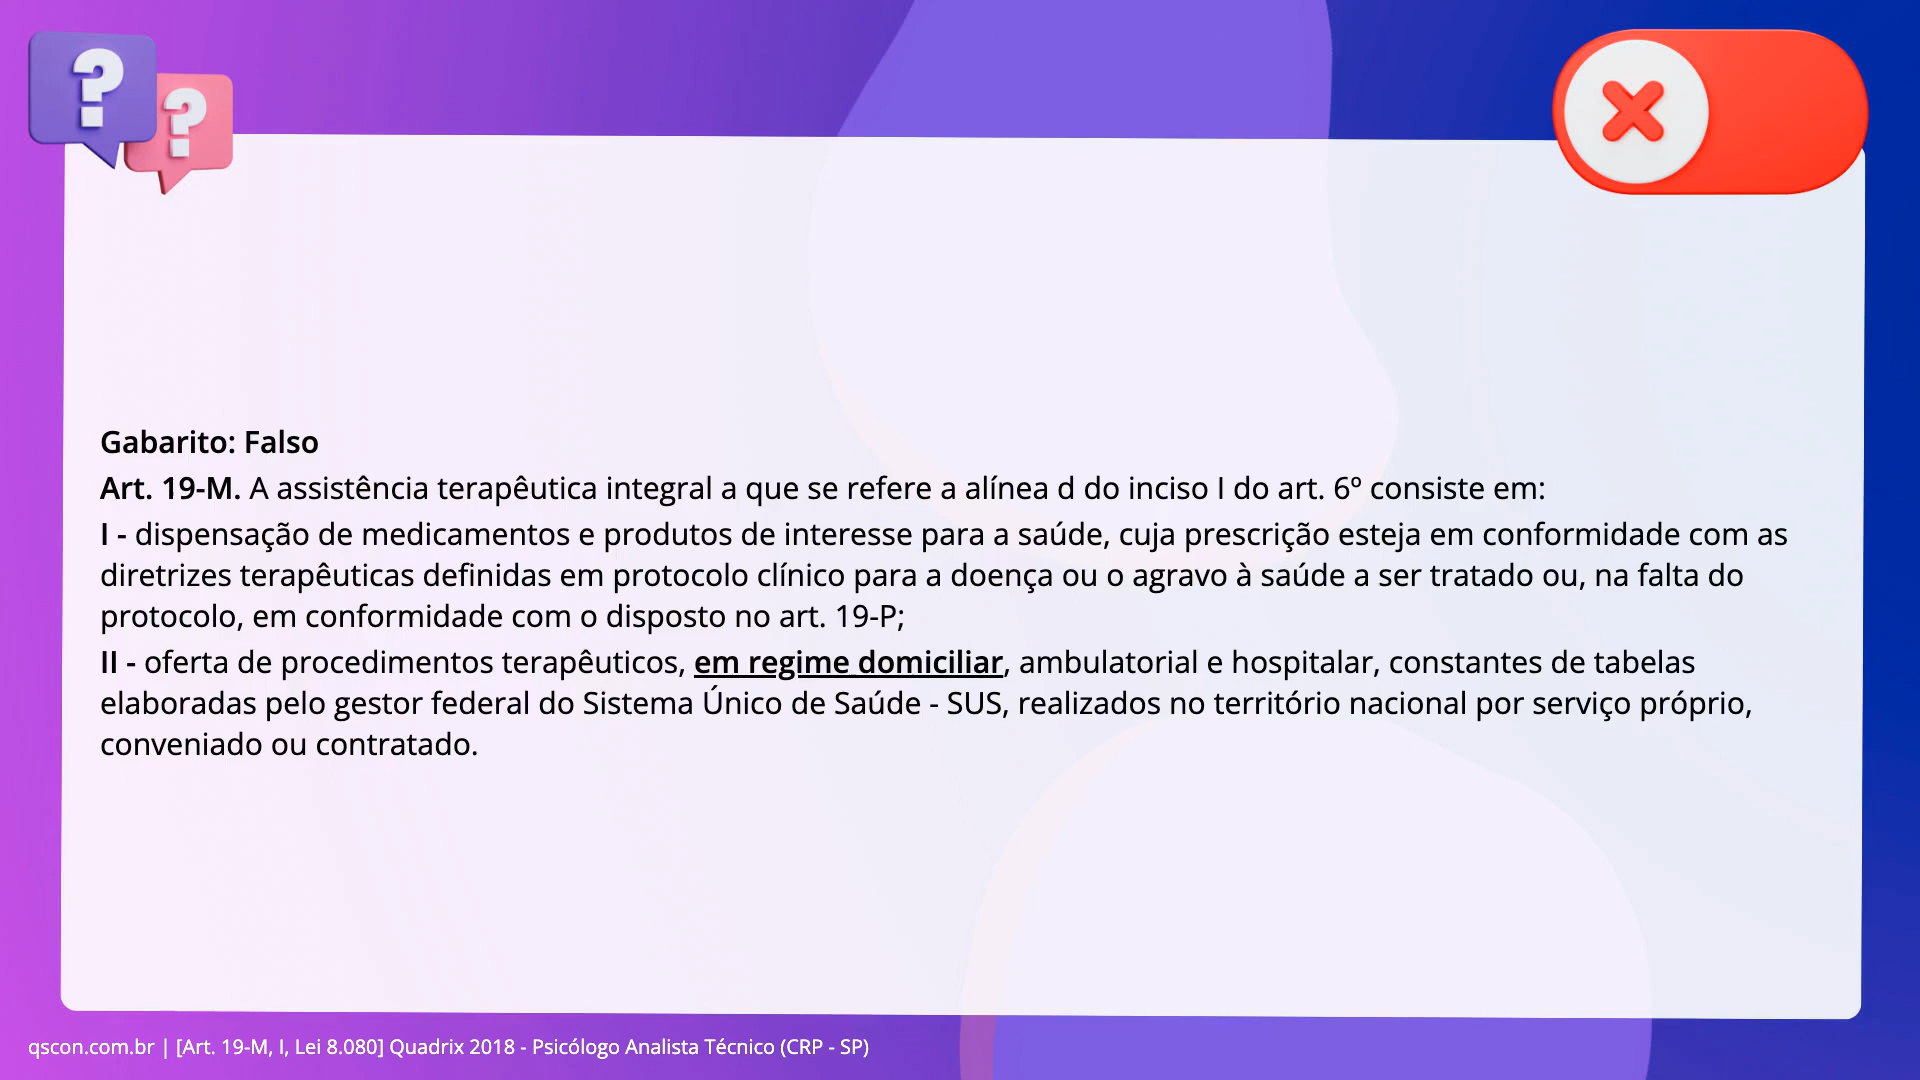 Gabarito: Falso
Art. 19-M. A assistência terapêutica integral a que se refere a alínea d do inciso I do art. 6º consiste em:
I - dispensação de medicamentos e produtos de interesse para a saúde, cuja prescrição esteja em conformidade com as
diretrizes terapêuticas definidas em protocolo clínico para a doença ou o agravo à saúde a ser tratado ou, na falta do
protocolo, em conformidade com o disposto no art. 19-P;
II - oferta de procedimentos terapêuticos, em regime domiciliar, ambulatorial e hospitalar, constantes de tabelas
elaboradas pelo gestor federal do Sistema Único de Saúde - SUS, realizados no território nacional por serviço próprio,
conveniado ou contratado.
qscon.com.br | [Art. 19-M, I, Lei 8.080] Quadrix 2018 - Psicólogo Analista Técnico (CRP - SP)